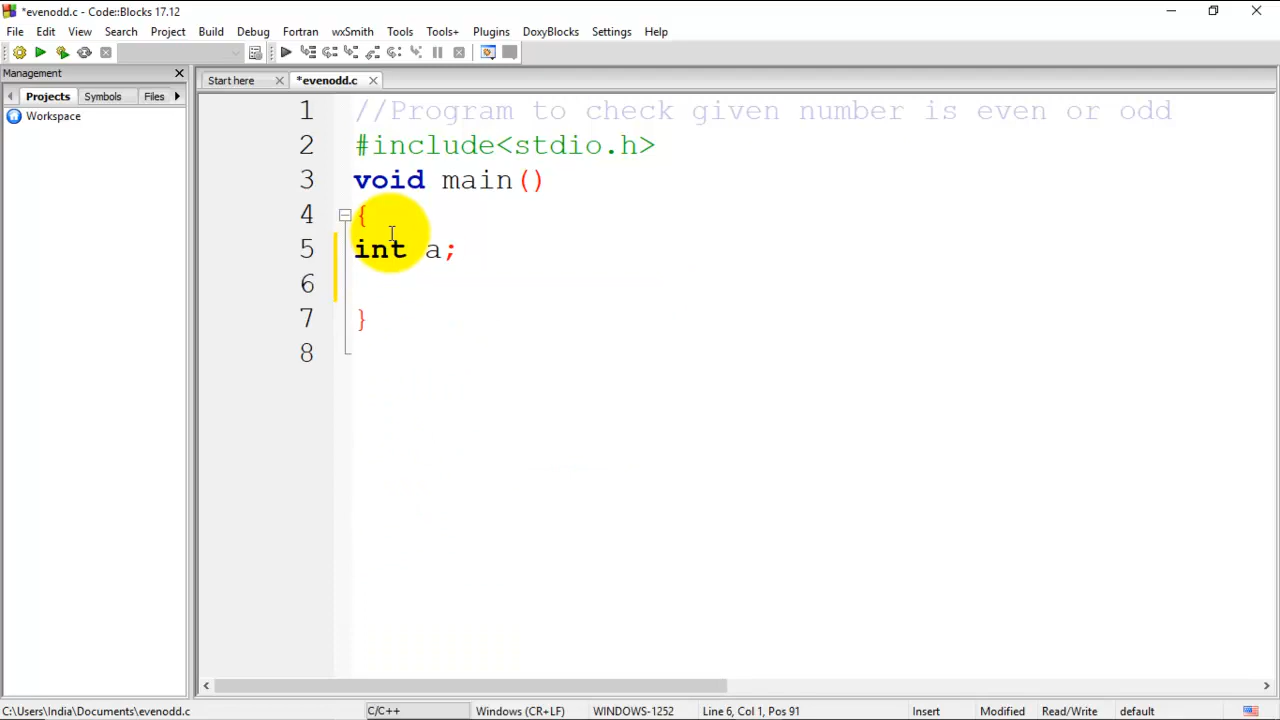 *evenodd.c - Code::Blocks 17.12
File Edit View Search Project Build Debug Fortran wxSmith Tools Tools+ Plugins DoxyBlocks Settings Help
Management
Projects Symbols Files
Workspace
Start here *evenodd.c
1 //Program to check given number is even or odd
2 #include<stdio.h>
3 void main()
4 {
5 int a;
6
7 }
8
C:\Users\India\Documents\evenodd.c C/C++ Windows (CR+LF) WINDOWS-1252 Line 6, Col 1, Pos 91 Insert Modified Read/Write default